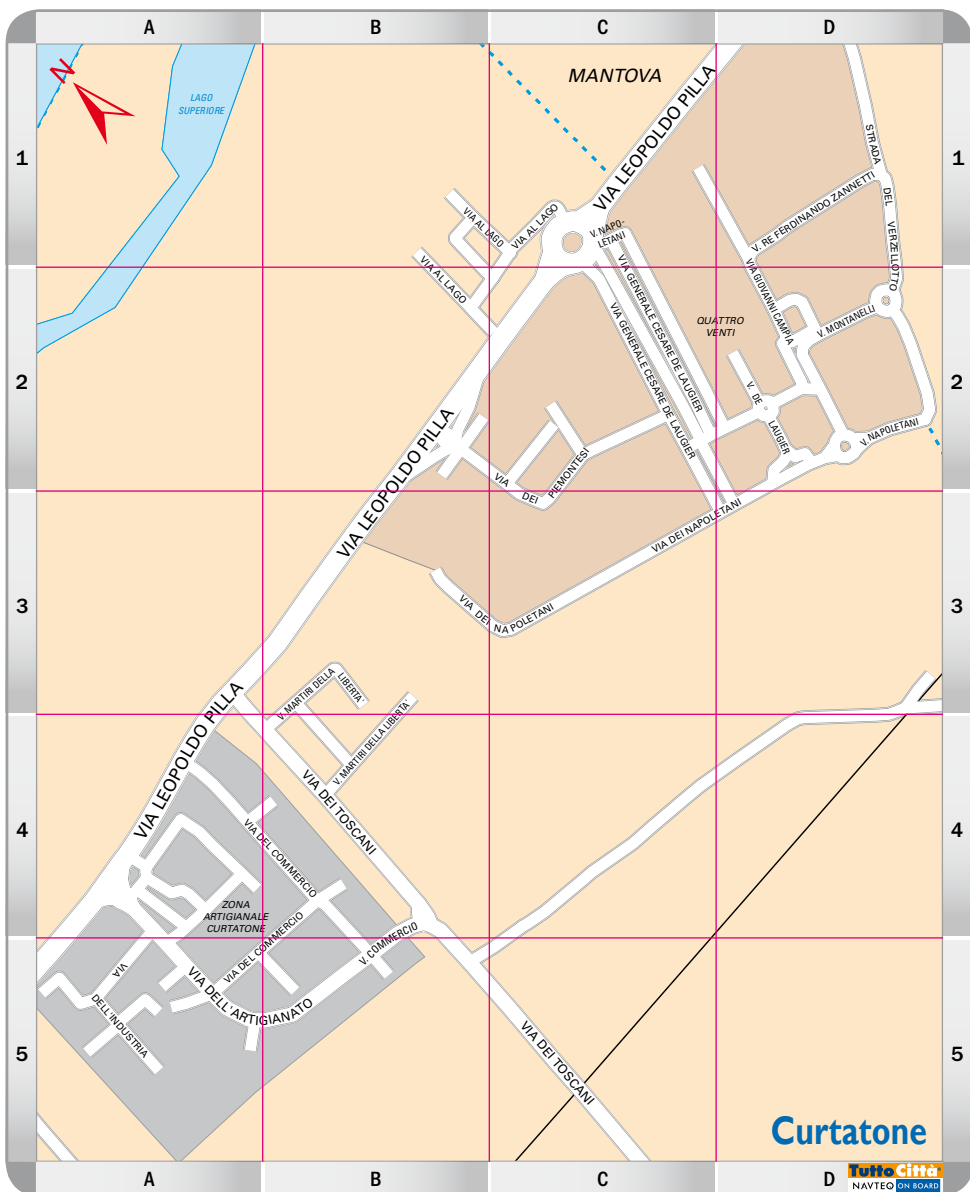 A B C D
N
LAGO
SUPERIORE
MANTOVA
1
1
VIA LEOPOLDO PILLA
STRADA
DEL VERZELLOTTO
V. RE FERDINANDO ZANNETTI
VIA AL LAGO
VIA AL LAGO
VIA AL LAGO
V. NAPO-
LETANI
VIA GENERALE CESARE DE LAUGIER
VIA GENERALE CESARE DE LAUGIER
VIA GIOVANNI CAMPIA
QUATTRO
VENTI
V. MONTANELLI
2
2
V. DE
LAUGIER
V. NAPOLETANI
VIA LEOPOLDO PILLA
VIA DEI PIEMONTESI
VIA DEI NAPOLETANI
VIA DEI NAPOLETANI
3
3
V. MARTIRI DELLA
LIBERTA'
V. MARTIRI DELLA LIBERTA'
VIA LEOPOLDO PILLA
VIA DEI TOSCANI
4
4
VIA DEL COMMERCIO
ZONA
ARTIGIANALE
CURTATONE
VIA DEL COMMERCIO
V. COMMERCIO
VIA
DELL'INDUSTRIA
VIA DELL'ARTIGIANATO
5
5
VIA DEI TOSCANI
Curtatone
A B C D
TuttoCittà
NAVTEQ ON BOARD